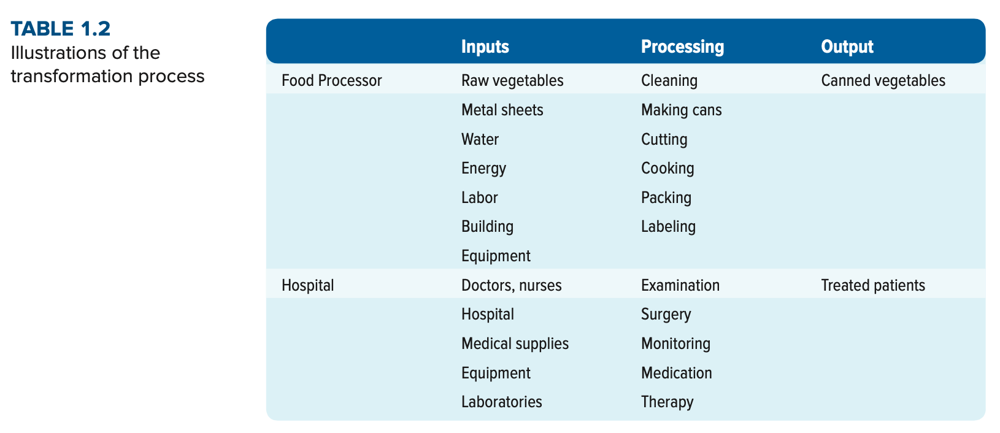 TABLE 1.2
Illustrations of the
transformation process
Inputs Processing Output
Food Processor Raw vegetables Cleaning Canned vegetables
Metal sheets Making cans
Water Cutting
Energy Cooking
Labor Packing
Building Labeling
Equipment
Hospital Doctors, nurses Examination Treated patients
Hospital Surgery
Medical supplies Monitoring
Equipment Medication
Laboratories Therapy